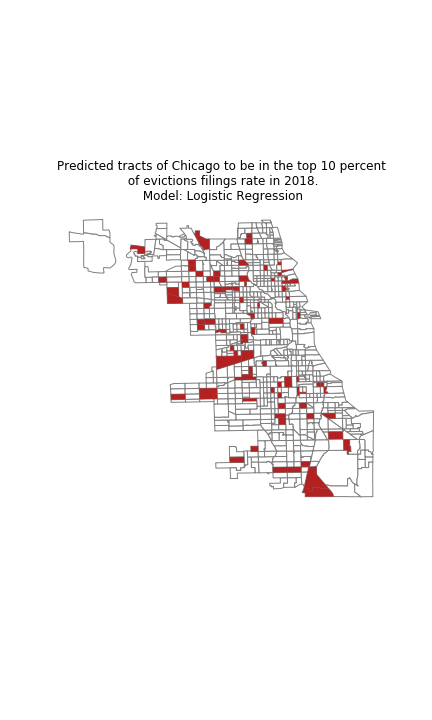 Predicted tracts of Chicago to be in the top 10 percent
of evictions filings rate in 2018.
Model: Logistic Regression